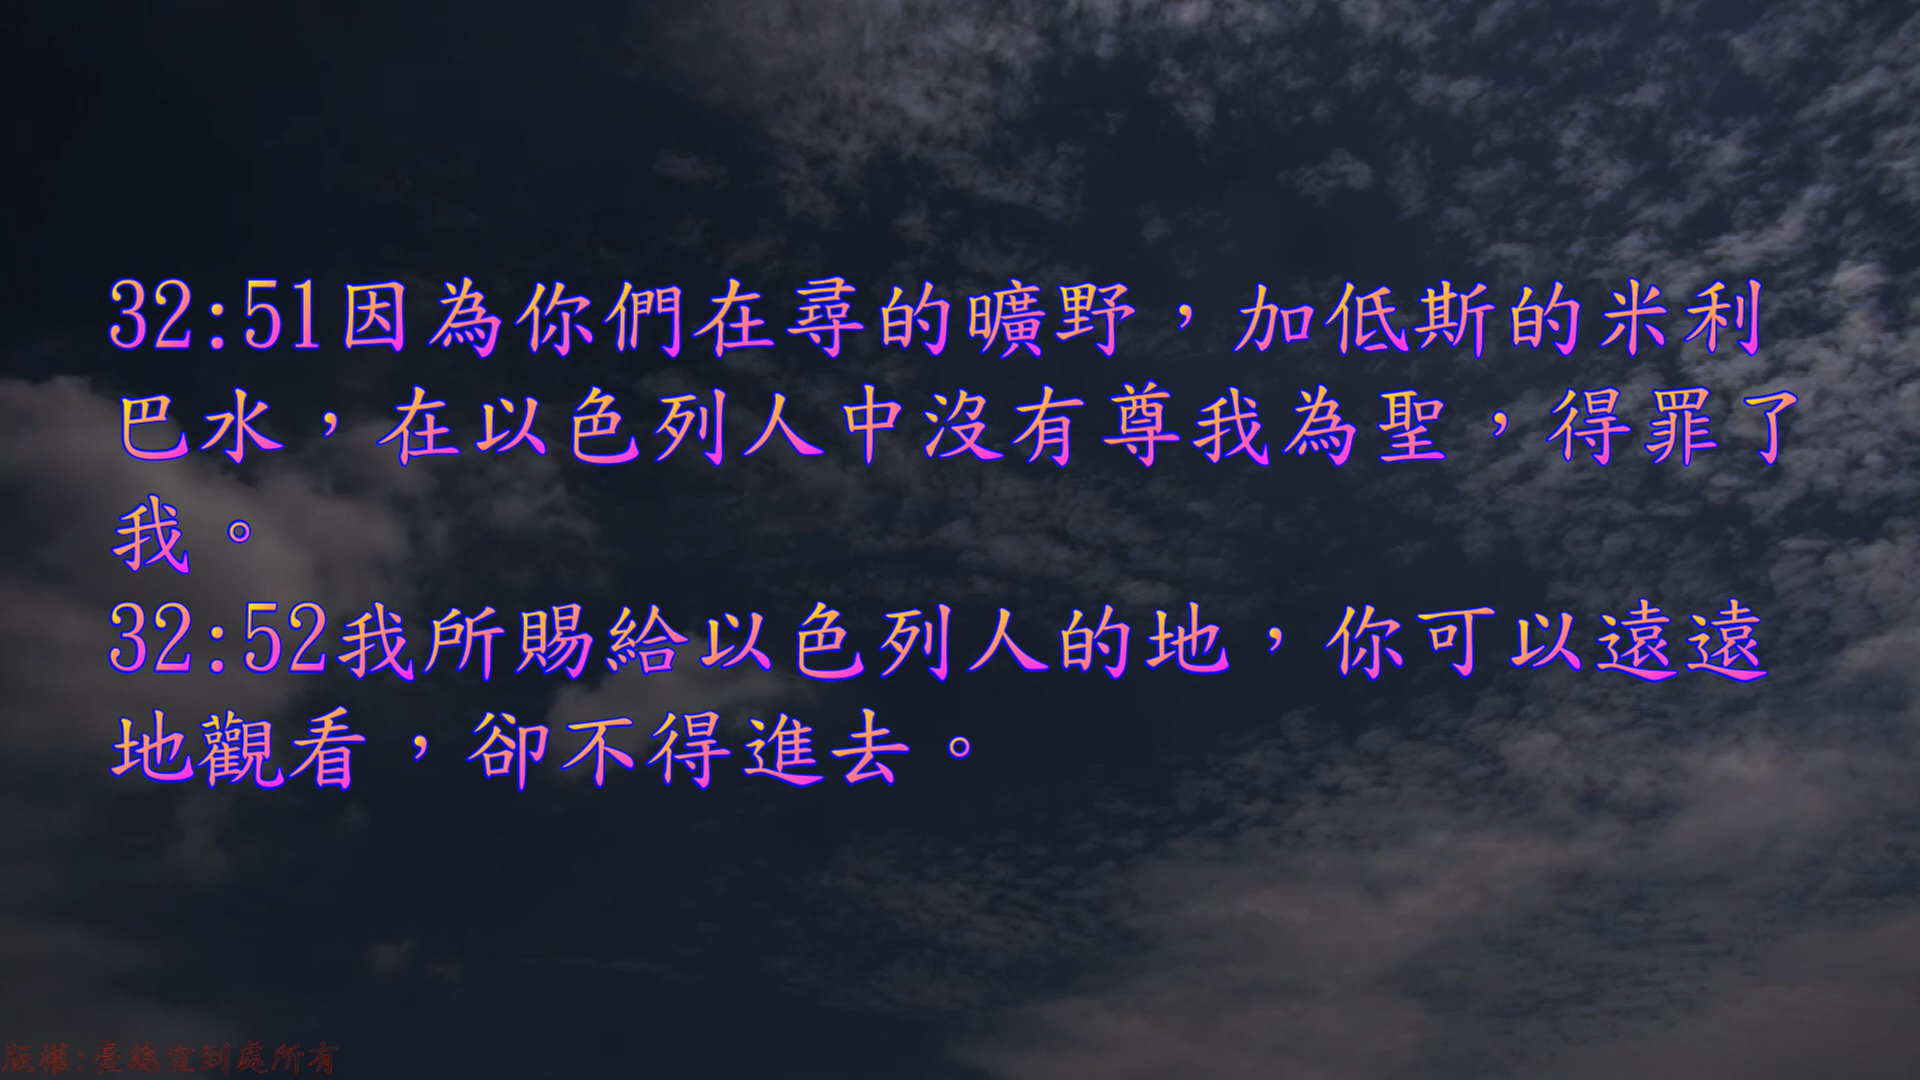 32:51因為你們在尋的曠野，加低斯的米利
巴水，在以色列人中沒有尊我為聖，得罪了
我。
32:52我所賜給以色列人的地，你可以遠遠
地觀看，卻不得進去。
版權:臺總宣到處所有